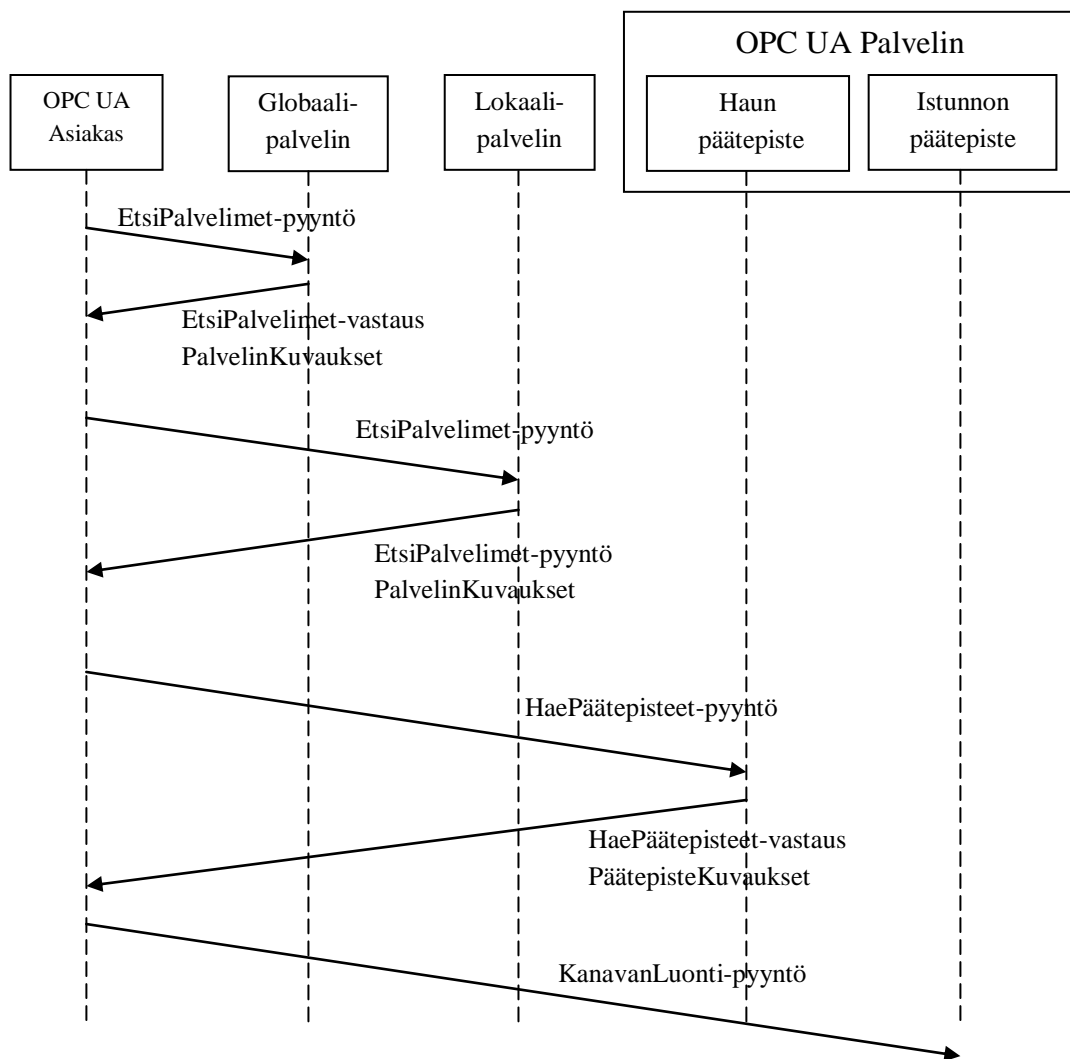 OPC UA Palvelin
OPC UA
Asiakas
Globaali-
palvelin
Lokaali-
palvelin
Haun
päätepiste
Istunnon
päätepiste
EtsiPalvelimet-pyyntö
EtsiPalvelimet-vastaus
PalvelinKuvaukset
EtsiPalvelimet-pyyntö
EtsiPalvelimet-pyyntö
PalvelinKuvaukset
HaePäätepisteet-pyyntö
HaePäätepisteet-vastaus
PäätepisteKuvaukset
KanavanLuonti-pyyntö